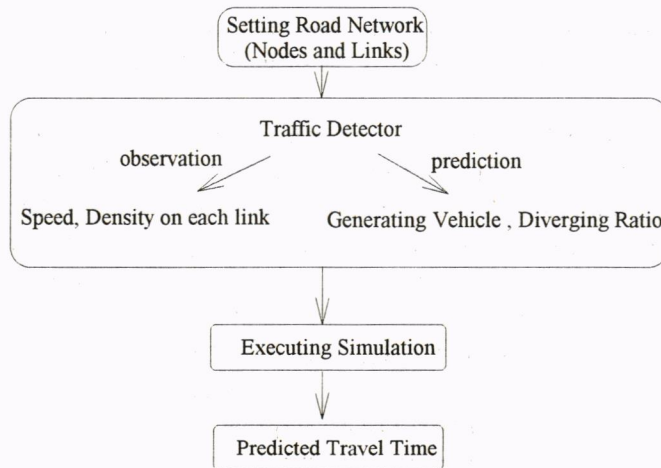 Setting Road Network
(Nodes and Links)
Traffic Detector
observation
prediction
Speed, Density on each link
Generating Vehicle , Diverging Ratio
Executing Simulation
Predicted Travel Time